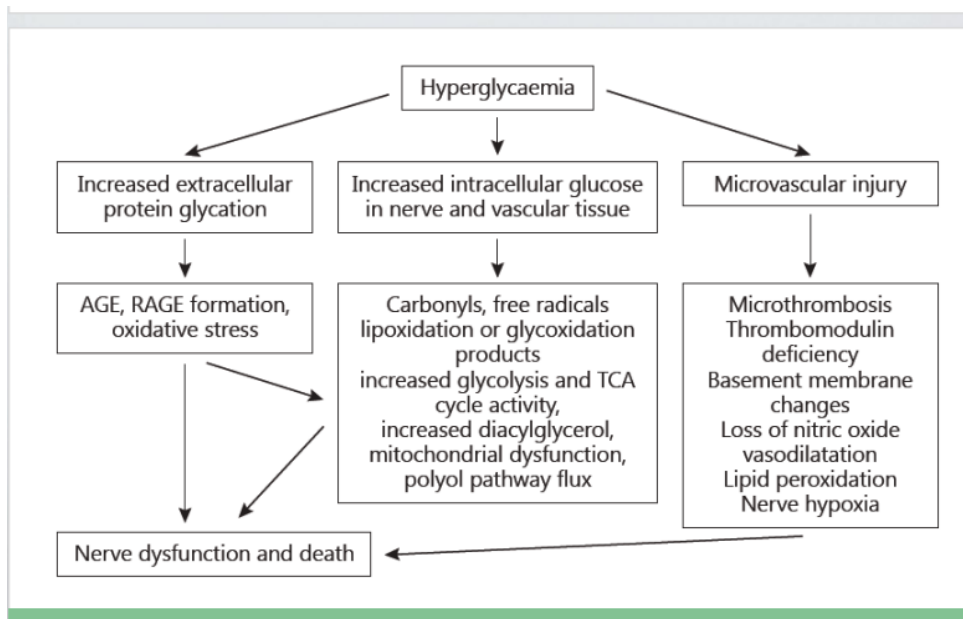 Hyperglycaemia
Increased extracellular
protein glycation
Increased intracellular glucose
in nerve and vascular tissue
Microvascular injury
AGE, RAGE formation,
oxidative stress
Carbonyls, free radicals
lipoxidation or glycoxidation
products
increased glycolysis and TCA
cycle activity,
increased diacylglycerol,
mitochondrial dysfunction,
polyol pathway flux
Microthrombosis
Thrombomodulin
deficiency
Basement membrane
changes
Loss of nitric oxide
vasodilatation
Lipid peroxidation
Nerve hypoxia
Nerve dysfunction and death